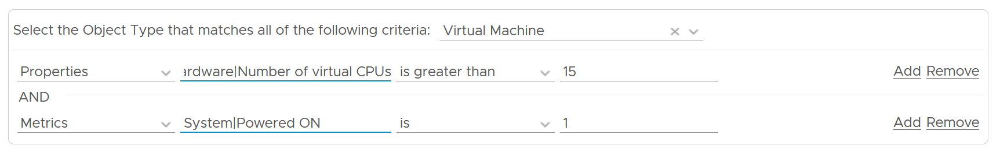 Select the Object Type that matches all of the following criteria: Virtual Machine
Properties ardware|Number of virtual CPUs is greater than 15 Add Remove
AND
Metrics System|Powered ON is 1 Add Remove